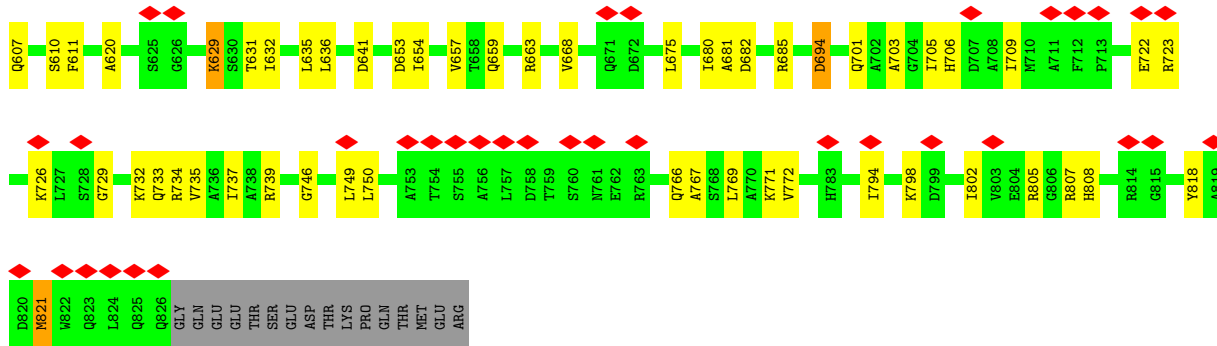 Q607 S610 F611 A620 S625 G626 K629 S630 T631 I632 L635 L636 D641 D653 I654 V657 T658 Q659 R663 V668 Q671 D672 L675 I680 A681 D682 R685 D694 Q701 A702 A703 G704 I705 H706 D707 A708 I709 M710 A711 F712 P713 E722 R723
K726 L727 S728 G729 K732 Q733 R734 V735 A736 I737 A738 R739 G746 L749 L750 A753 T754 S755 A756 L757 D758 T759 S760 N761 E762 R763 Q766 A767 S768 L769 A770 K771 V772 H783 I794 K798 D799 I802 V803 E804 R805 G806 R807 H808 R814 G815 Y818 A819
D820 M821 W822 Q823 L824 Q825 Q826 GLY GLN GLU GLU THR SER GLU ASP THR LYS PRO GLN THR MET GLU ARG